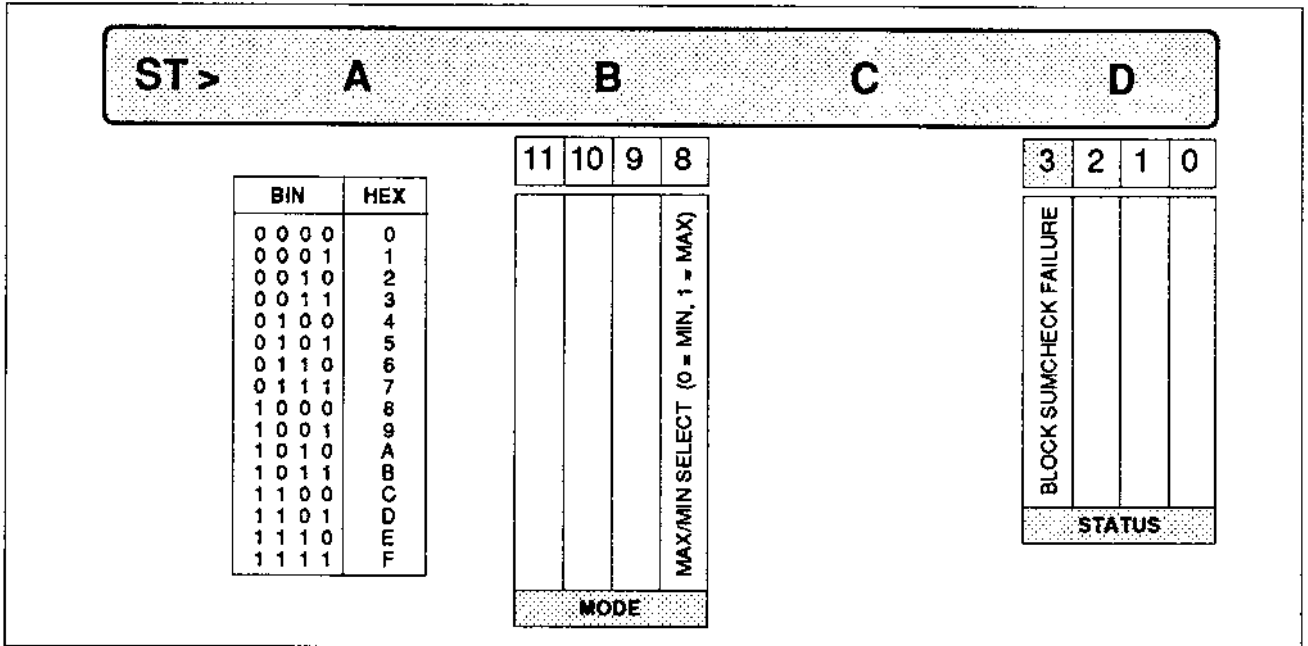 ST > A B C D
11 10 9 8
3 2 1 0
BIN HEX
0 0 0 0 0
0 0 0 1 1
0 0 1 0 2
0 0 1 1 3
0 1 0 0 4
0 1 0 1 5
0 1 1 0 6
0 1 1 1 7
1 0 0 0 8
1 0 0 1 9
1 0 1 0 A
1 0 1 1 B
1 1 0 0 C
1 1 0 1 D
1 1 1 0 E
1 1 1 1 F
MAX/MIN SELECT (0 = MIN, 1 = MAX)
MODE
BLOCK SUMCHECK FAILURE
STATUS